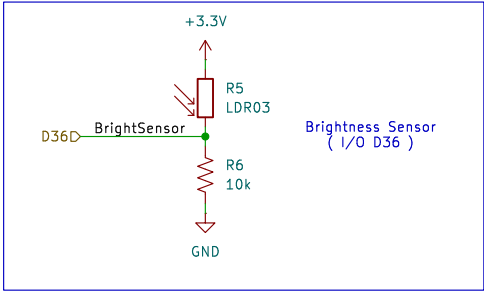 +3.3V
R5
LDR03
D36
BrightSensor
Brightness Sensor
( I/O D36 )
R6
10k
GND